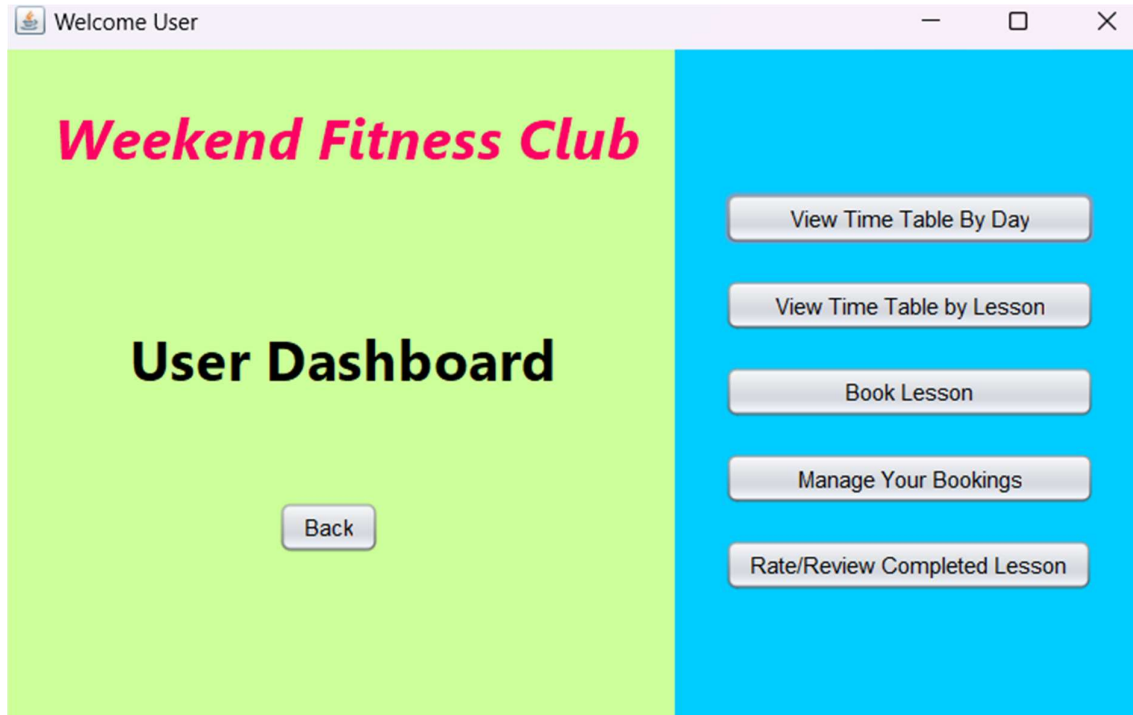 Welcome User
Weekend Fitness Club
User Dashboard
Back
View Time Table By Day
View Time Table by Lesson
Book Lesson
Manage Your Bookings
Rate/Review Completed Lesson